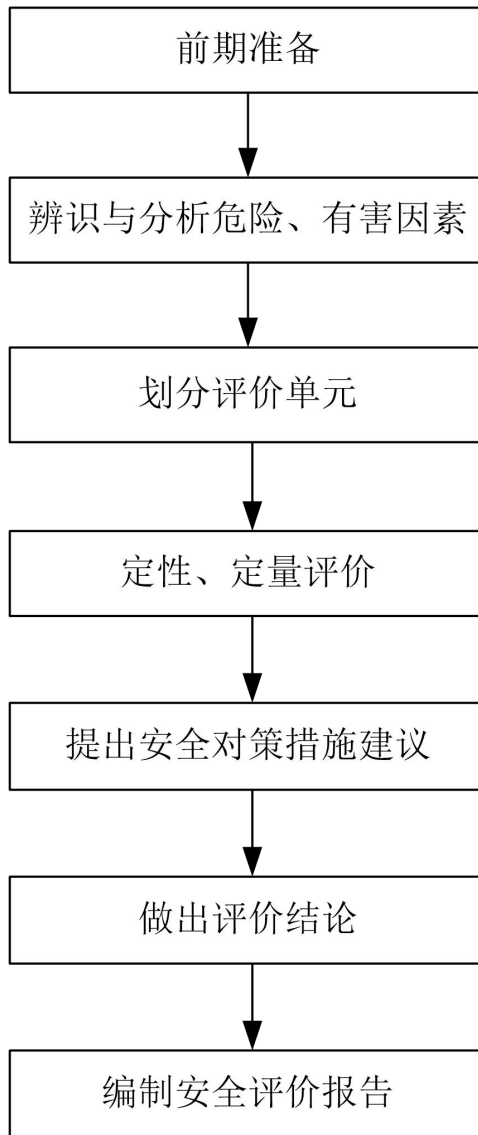 前期准备
辨识与分析危险、有害因素
划分评价单元
定性、定量评价
提出安全对策措施建议
做出评价结论
编制安全评价报告